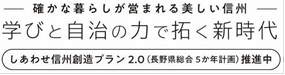 確かな暮らしが営まれる美しい信州
学びと自治の力で拓く新時代
しあわせ信州創造プラン2.0(長野県総合5か年計画)推進中